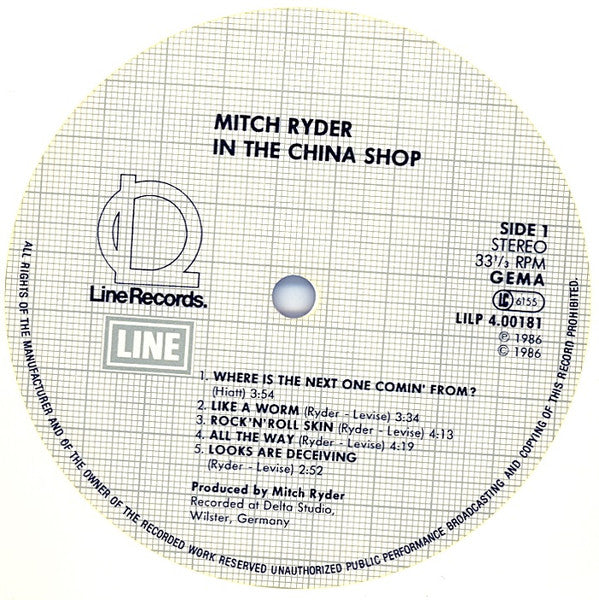 MITCH RYDER
IN THE CHINA SHOP
SIDE 1
STEREO
33 1/3 RPM
GEMA
LC 6155
LILP 4.00181
Ⓟ 1986
© 1986
Line Records.
LINE
1. WHERE IS THE NEXT ONE COMIN' FROM?
(Hiatt) 3:54
2. LIKE A WORM (Ryder - Levise) 3:34
3. ROCK'N'ROLL SKIN (Ryder - Levise) 4:13
4. ALL THE WAY (Ryder - Levise) 4:19
5. LOOKS ARE DECEIVING
(Ryder - Levise) 2:52
Produced by Mitch Ryder
Recorded at Delta Studio,
Wilster, Germany
ALL RIGHTS OF THE MANUFACTURER AND OF THE OWNER OF THE RECORDED WORK RESERVED UNAUTHORIZED PUBLIC PERFORMANCE BROADCASTING AND COPYING OF THIS RECORD PROHIBITED.